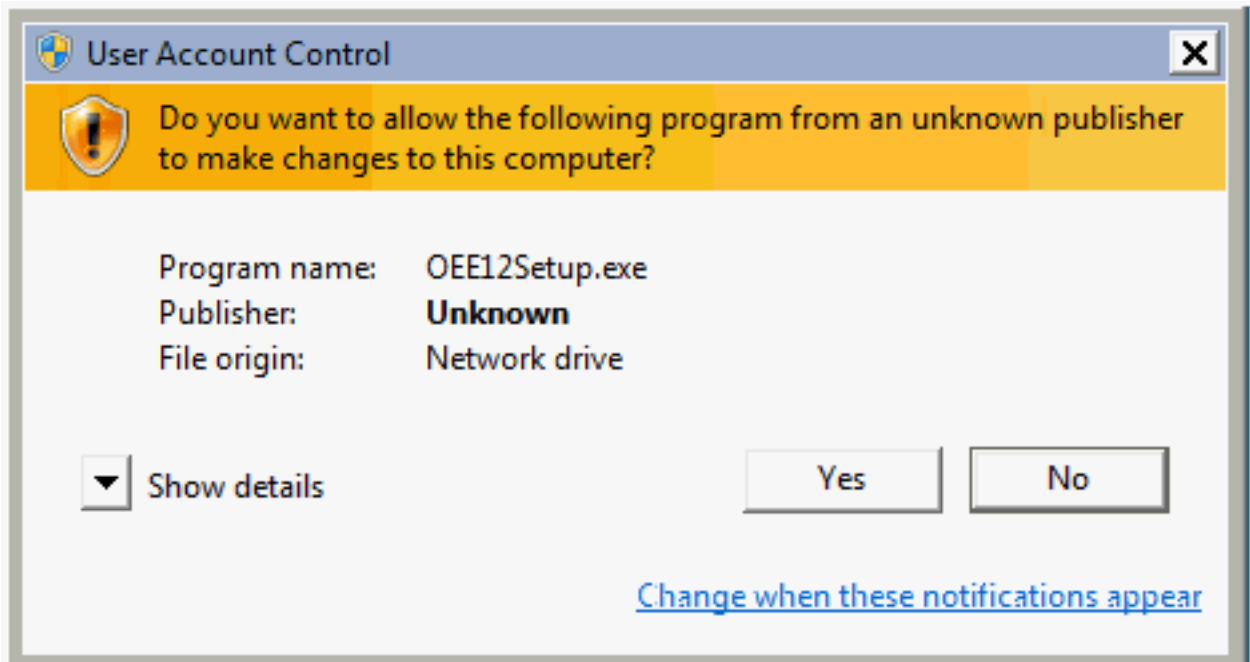 User Account Control
Do you want to allow the following program from an unknown publisher
to make changes to this computer?
Program name: OEE12Setup.exe
Publisher: Unknown
File origin: Network drive
Show details
Yes
No
Change when these notifications appear